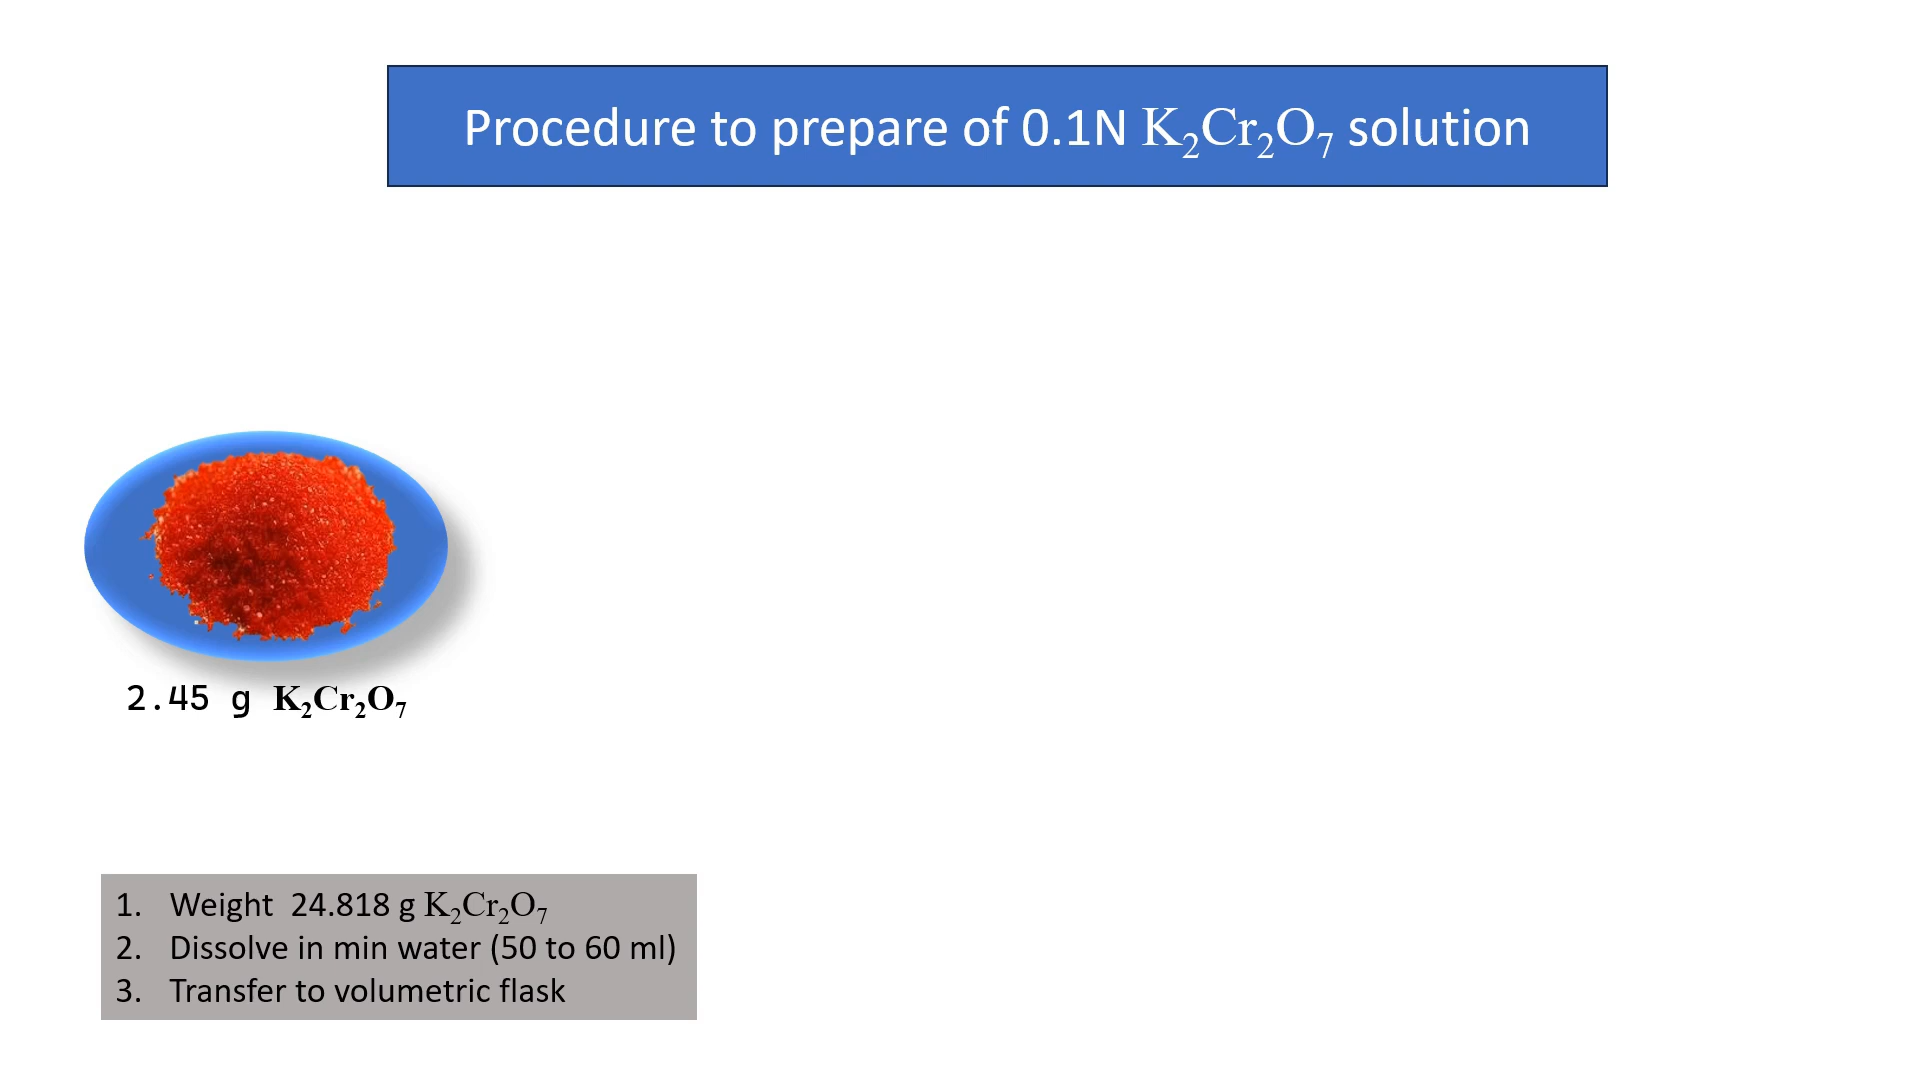 Procedure to prepare of 0.1N K₂Cr₂O₇ solution
2.45 g K₂Cr₂O₇
1. Weight 24.818 g K₂Cr₂O₇
2. Dissolve in min water (50 to 60 ml)
3. Transfer to volumetric flask